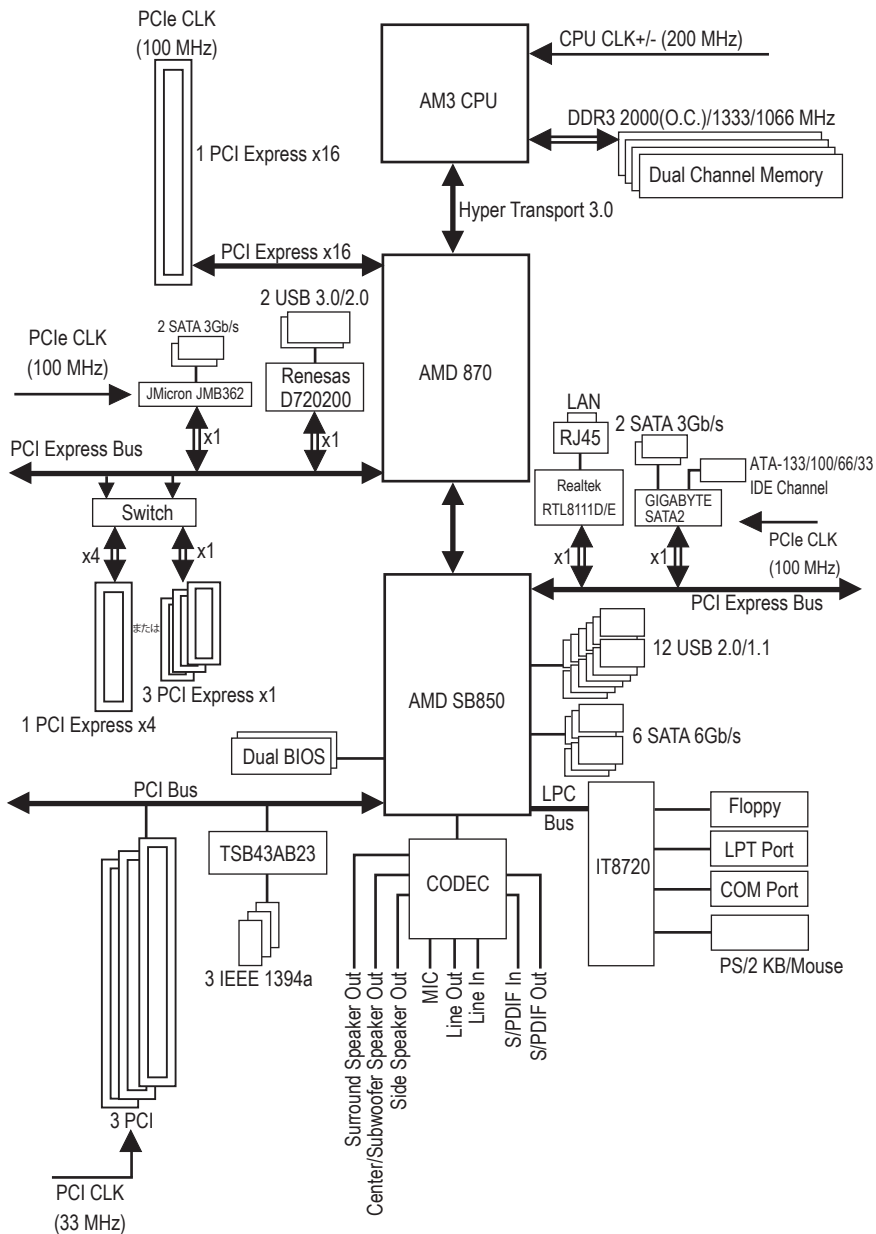 PCIe CLK
(100 MHz)
1 PCI Express x16
AM3 CPU
CPU CLK+/- (200 MHz)
DDR3 2000(O.C.)/1333/1066 MHz
Dual Channel Memory
Hyper Transport 3.0
PCI Express x16
2 USB 3.0/2.0
2 SATA 3Gb/s
PCIe CLK
(100 MHz)
JMicron JMB362
Renesas
D720200
AMD 870
x1
x1
PCI Express Bus
LAN
RJ45
2 SATA 3Gb/s
ATA-133/100/66/33
IDE Channel
Realtek
RTL8111D/E
GIGABYTE
SATA2
PCIe CLK
(100 MHz)
x1
x1
PCI Express Bus
Switch
x4
x1
または
3 PCI Express x1
1 PCI Express x4
AMD SB850
12 USB 2.0/1.1
6 SATA 6Gb/s
Dual BIOS
PCI Bus
LPC
Bus
TSB43AB23
3 IEEE 1394a
CODEC
IT8720
Floppy
LPT Port
COM Port
PS/2 KB/Mouse
Surround Speaker Out
Center/Subwoofer Speaker Out
Side Speaker Out
MIC
Line Out
Line In
S/PDIF In
S/PDIF Out
3 PCI
PCI CLK
(33 MHz)